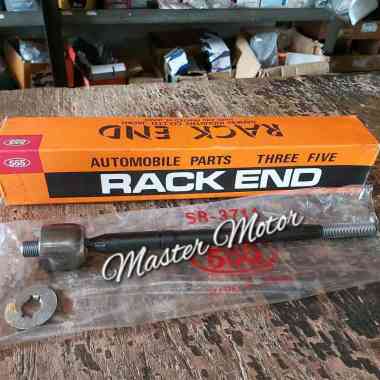 RACK END
555
555
AUTOMOBILE PARTS THREE FIVE
RACK END
Master Motor
555